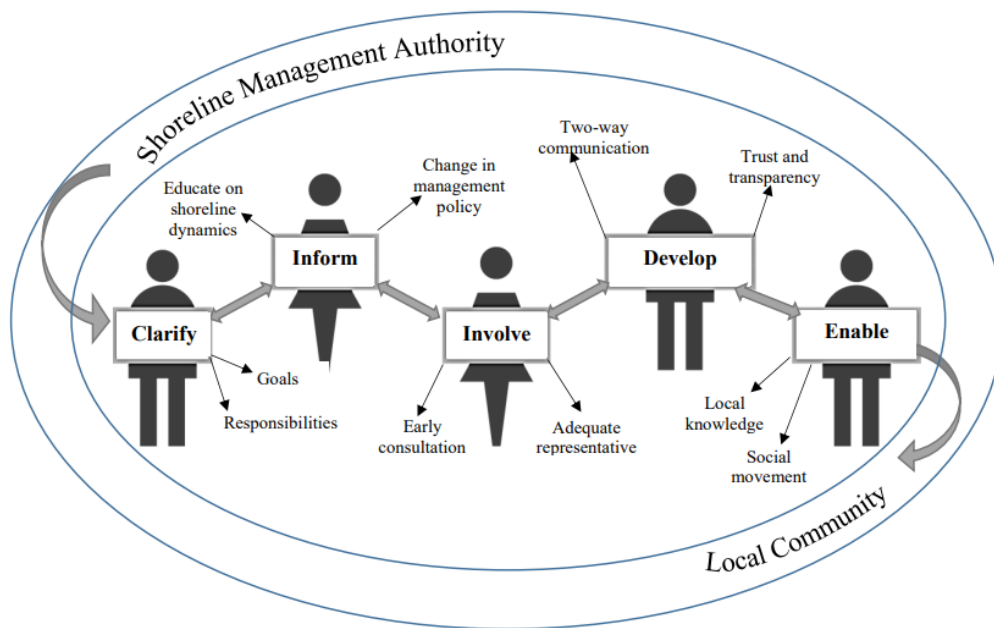 Shoreline Management Authority
Two-way
communication
Trust and
transparency
Change in
management
policy
Educate on
shoreline
dynamics
Inform
Develop
Clarify
Involve
Enable
Goals
Responsibilities
Early
consultation
Adequate
representative
Local
knowledge
Social
movement
Local Community